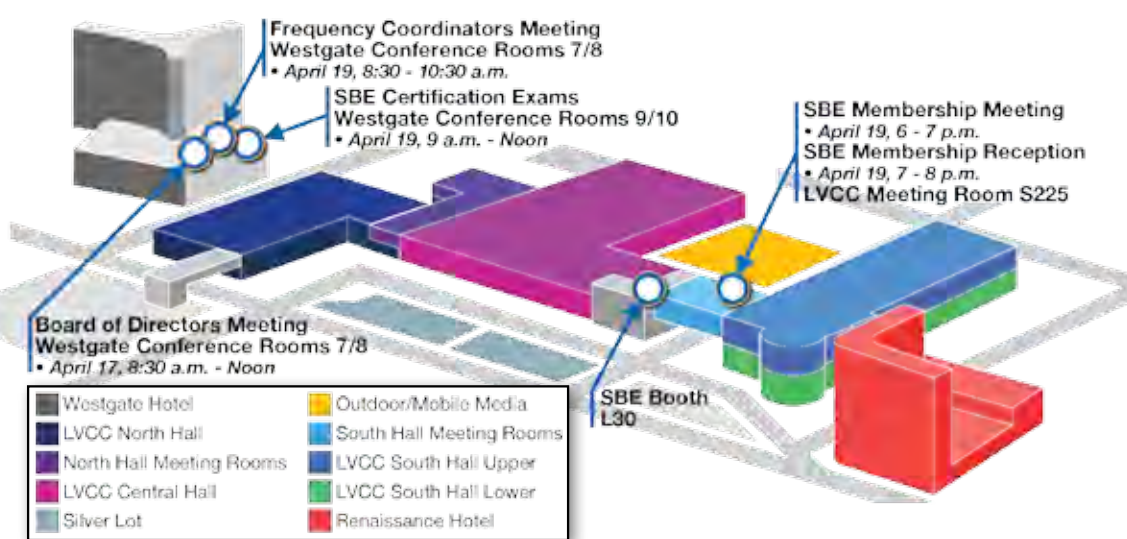 Frequency Coordinators Meeting
Westgate Conference Rooms 7/8
• April 19, 8:30 - 10:30 a.m.
SBE Certification Exams
Westgate Conference Rooms 9/10
• April 19, 9 a.m. - Noon
SBE Membership Meeting
• April 19, 6 - 7 p.m.
SBE Membership Reception
• April 19, 7 - 8 p.m.
LVCC Meeting Room S225
Board of Directors Meeting
Westgate Conference Rooms 7/8
• April 17, 8:30 a.m. - Noon
SBE Booth
L30
Westgate Hotel
LVCC North Hall
North Hall Meeting Rooms
LVCC Central Hall
Silver Lot
Outdoor/Mobile Media
South Hall Meeting Rooms
LVCC South Hall Upper
LVCC South Hall Lower
Renaissance Hotel